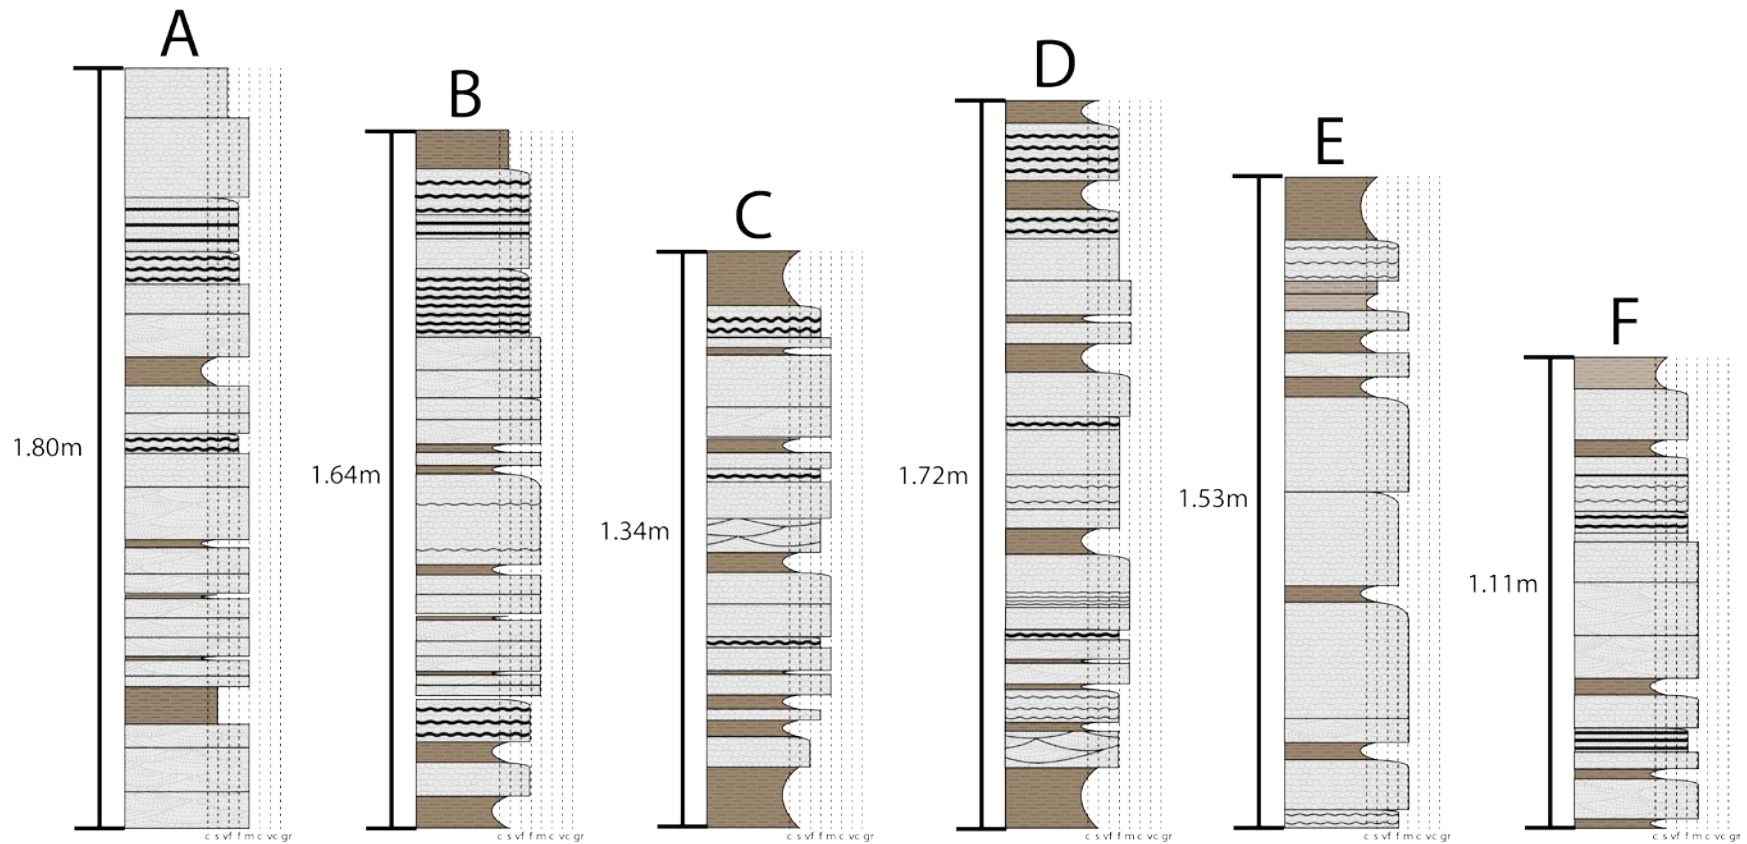 A
B
C
D
E
F
1.80m
1.64m
1.34m
1.72m
1.53m
1.11m
c s vf f m c vc gr
c s vf f m c vc gr
c s vf f m c vc gr
c s vf f m c vc gr
c s vf f m c vc gr
c s vf f m c vc gr